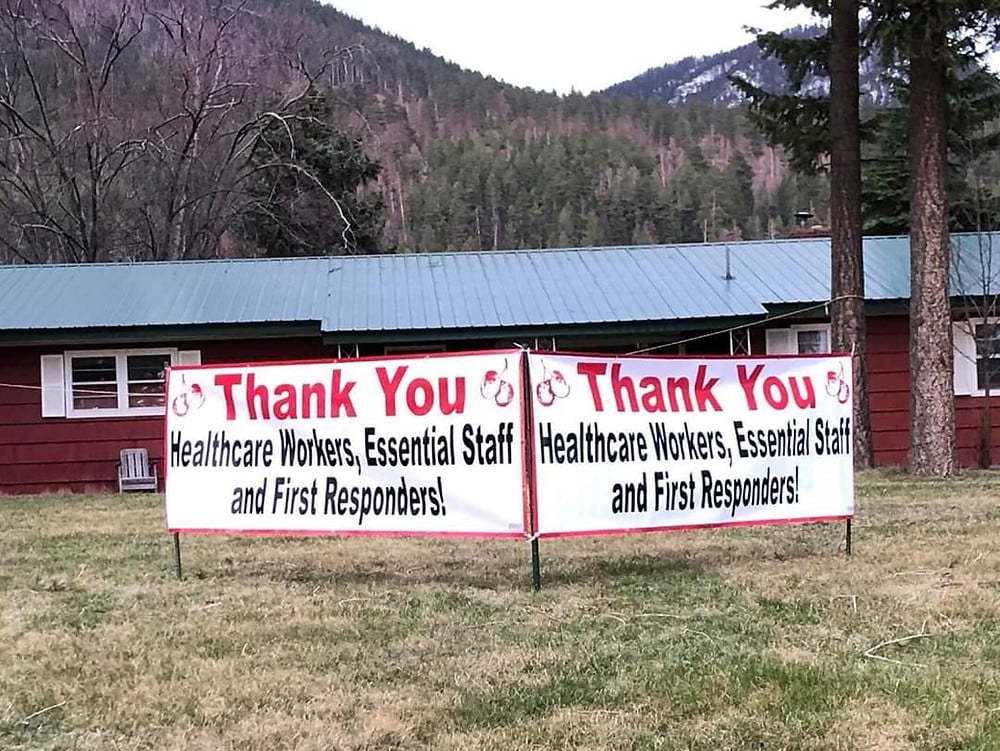 Thank You
Healthcare Workers, Essential Staff
and First Responders!
Thank You
Healthcare Workers, Essential Staff
and First Responders!